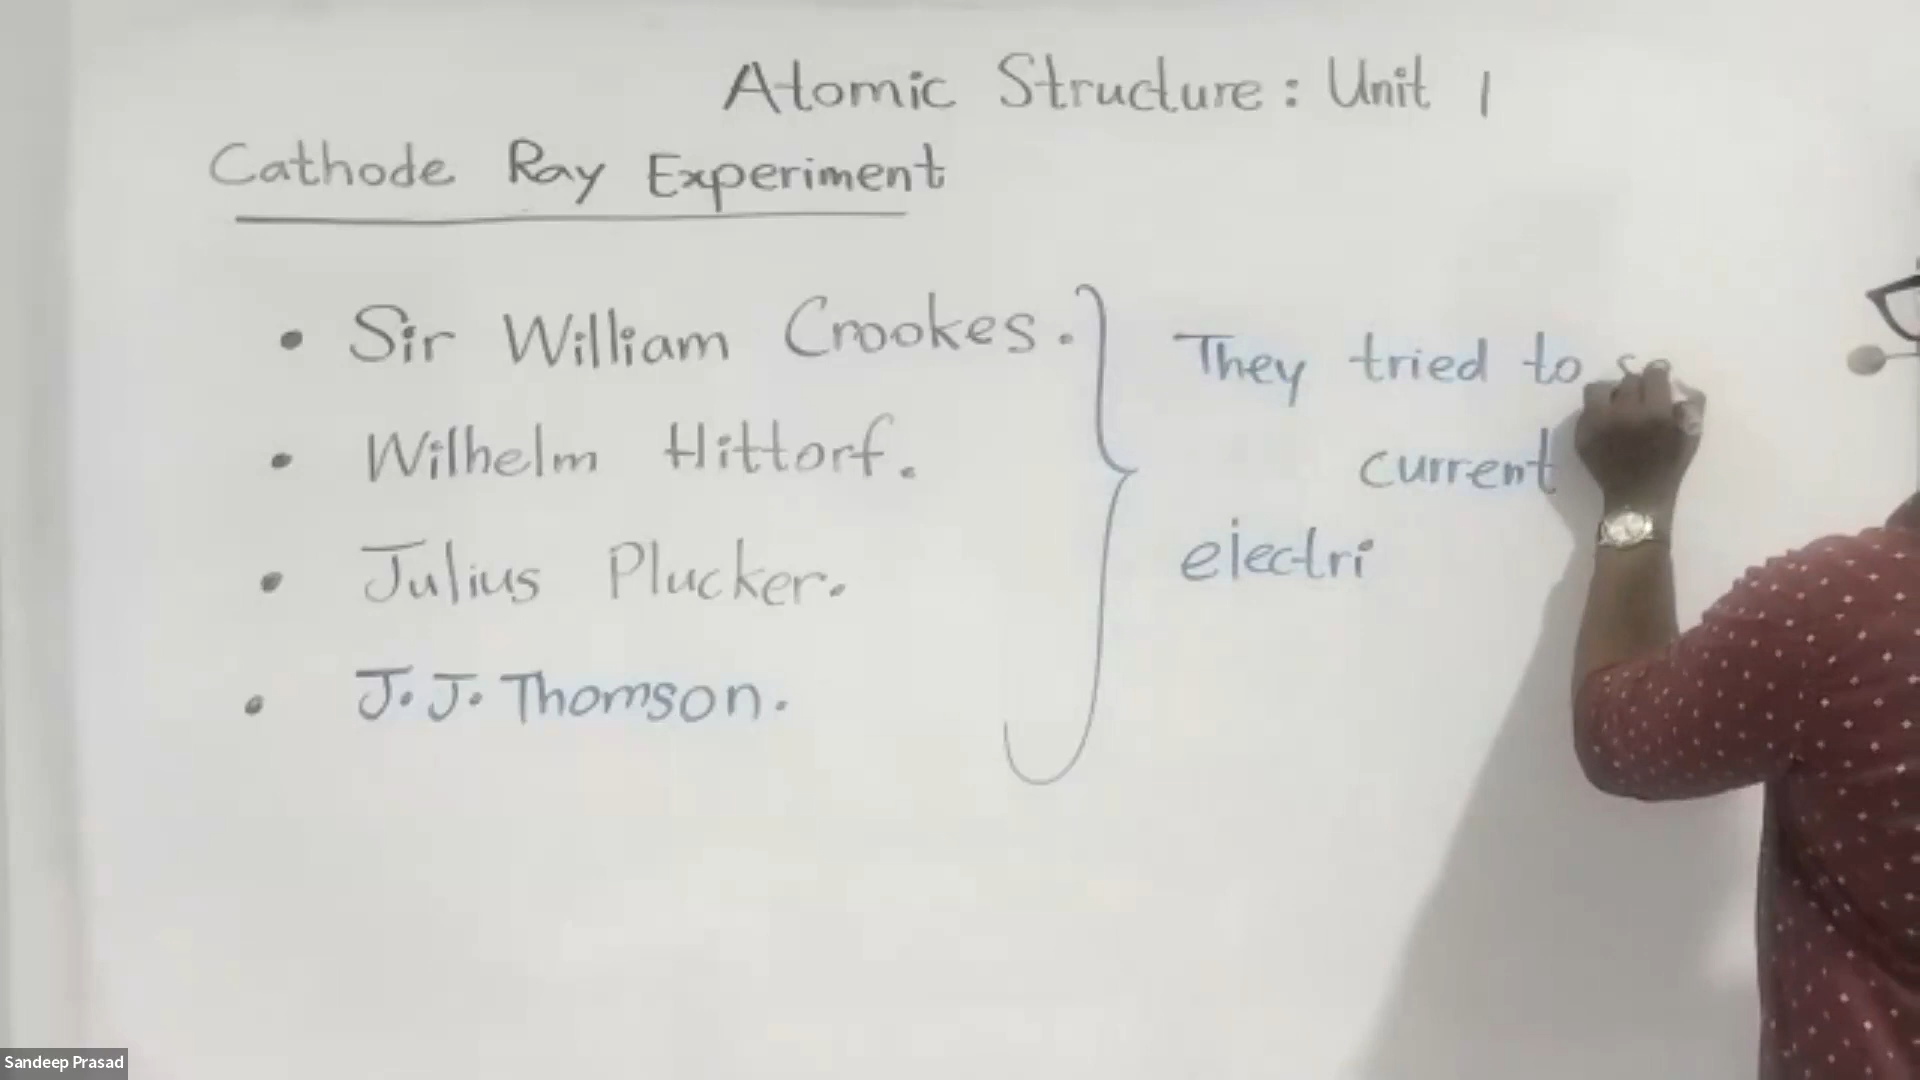 Atomic Structure: Unit 1
Cathode Ray Experiment
• Sir William Crookes.
• Wilhelm Hittorf.
• Julius Plucker.
• J. J. Thomson.
They tried to
current
electri
Sandeep Prasad